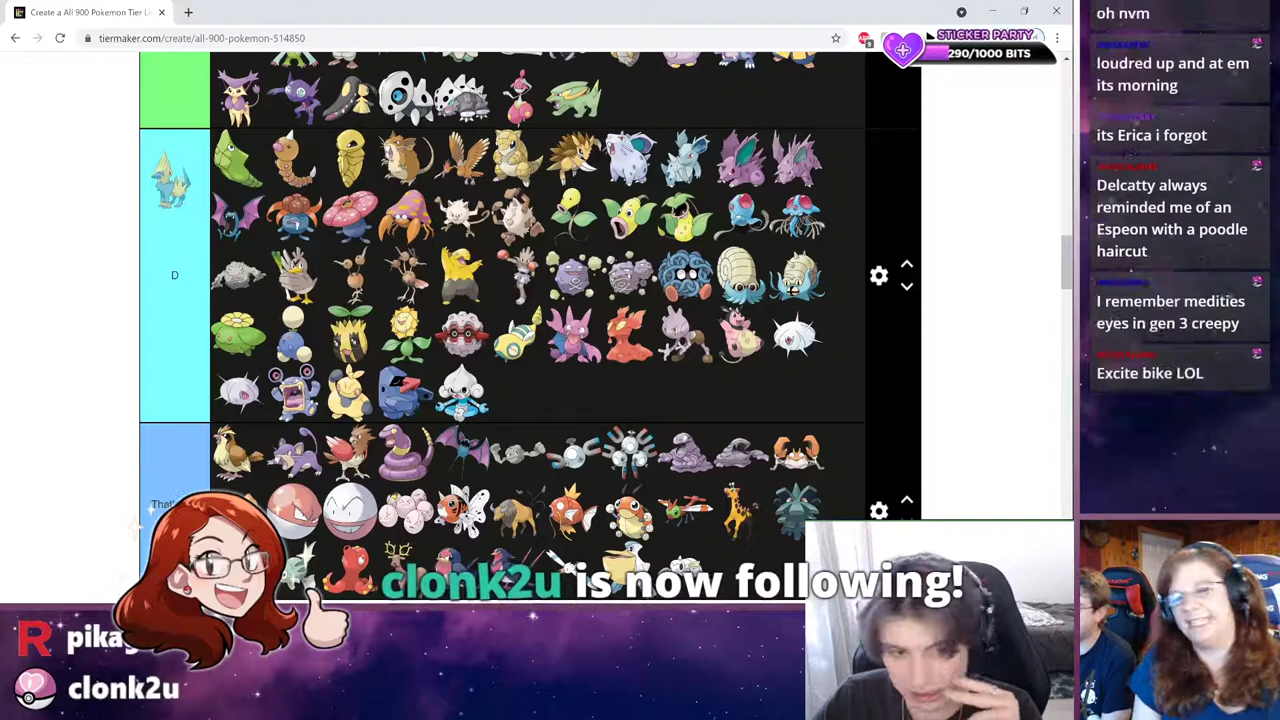 Create a All 900 Pokemon Tier Li
tiermaker.com/create/all-900-pokemon-514850
9
STICKER PARTY
290/1000 BITS
oh nvm
loudred up and at em
its morning
its Erica i forgot
Delcatty always
reminded me of an
Espeon with a poodle
haircut
I remember medities
eyes in gen 3 creepy
Excite bike LOL
D
That'
clonk2u is now following!
R
pika
clonk2u